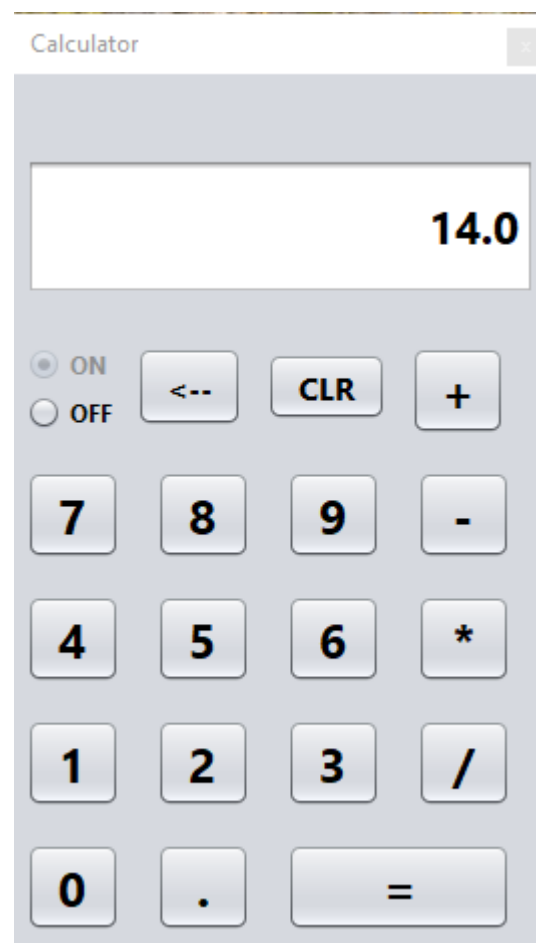 Calculator x
14.0
ON
OFF
<-- CLR +
7 8 9 -
4 5 6 *
1 2 3 /
0 . =